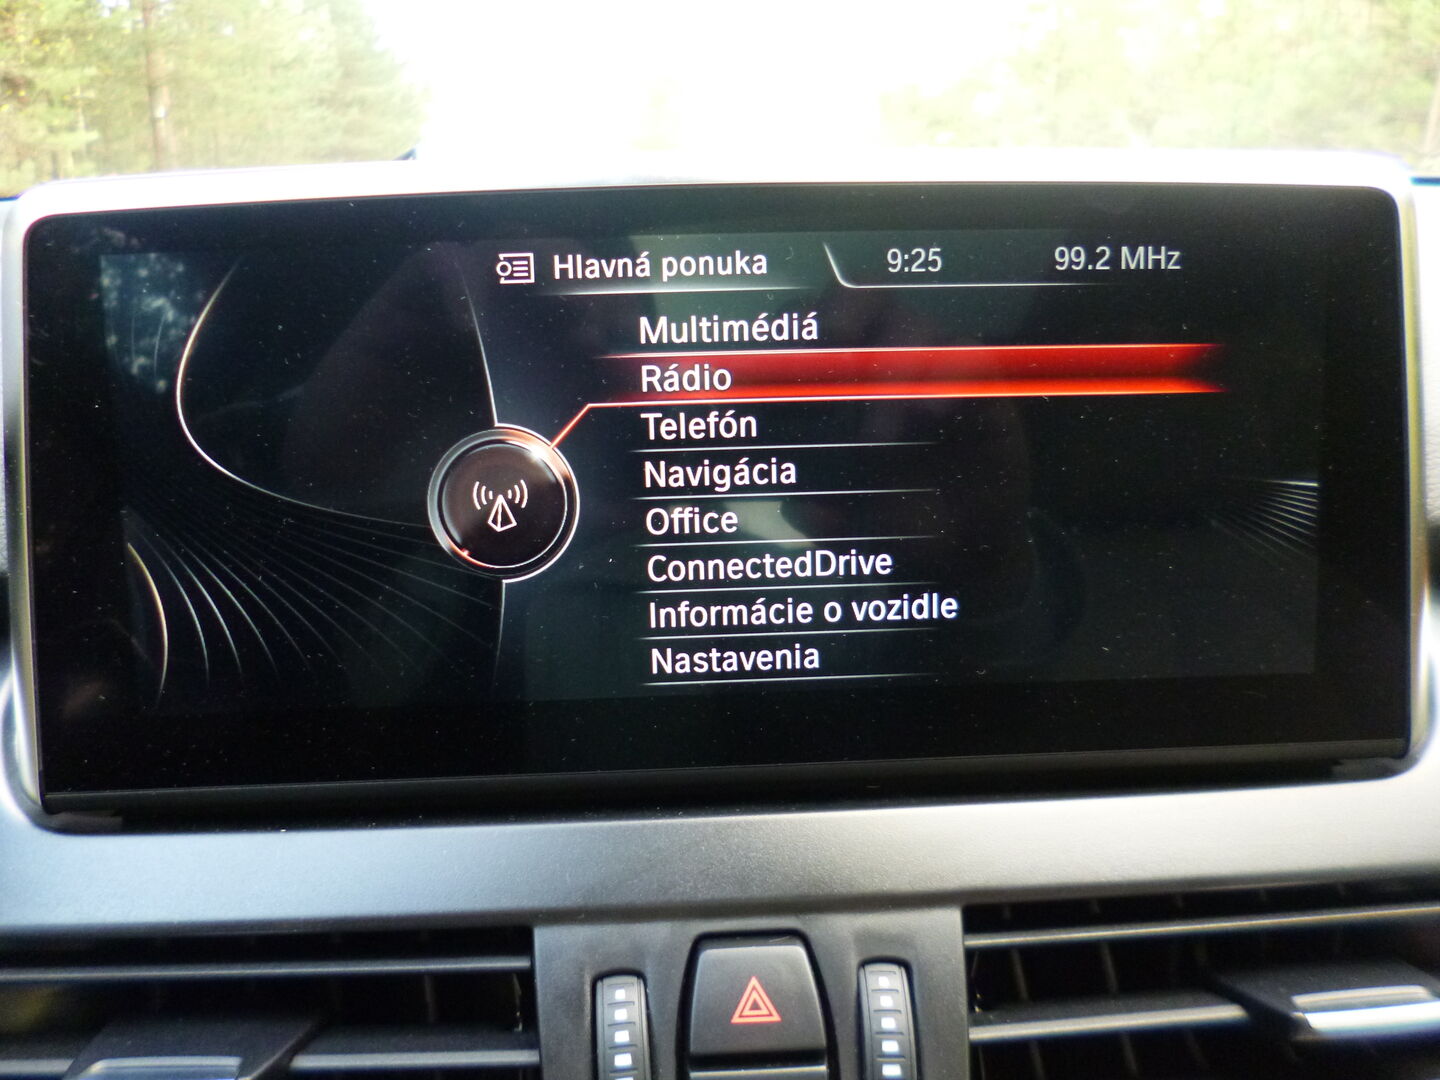 Hlavná ponuka 9:25 99.2 MHz
Multimédiá
Rádio
Telefón
Navigácia
Office
ConnectedDrive
Informácie o vozidle
Nastavenia